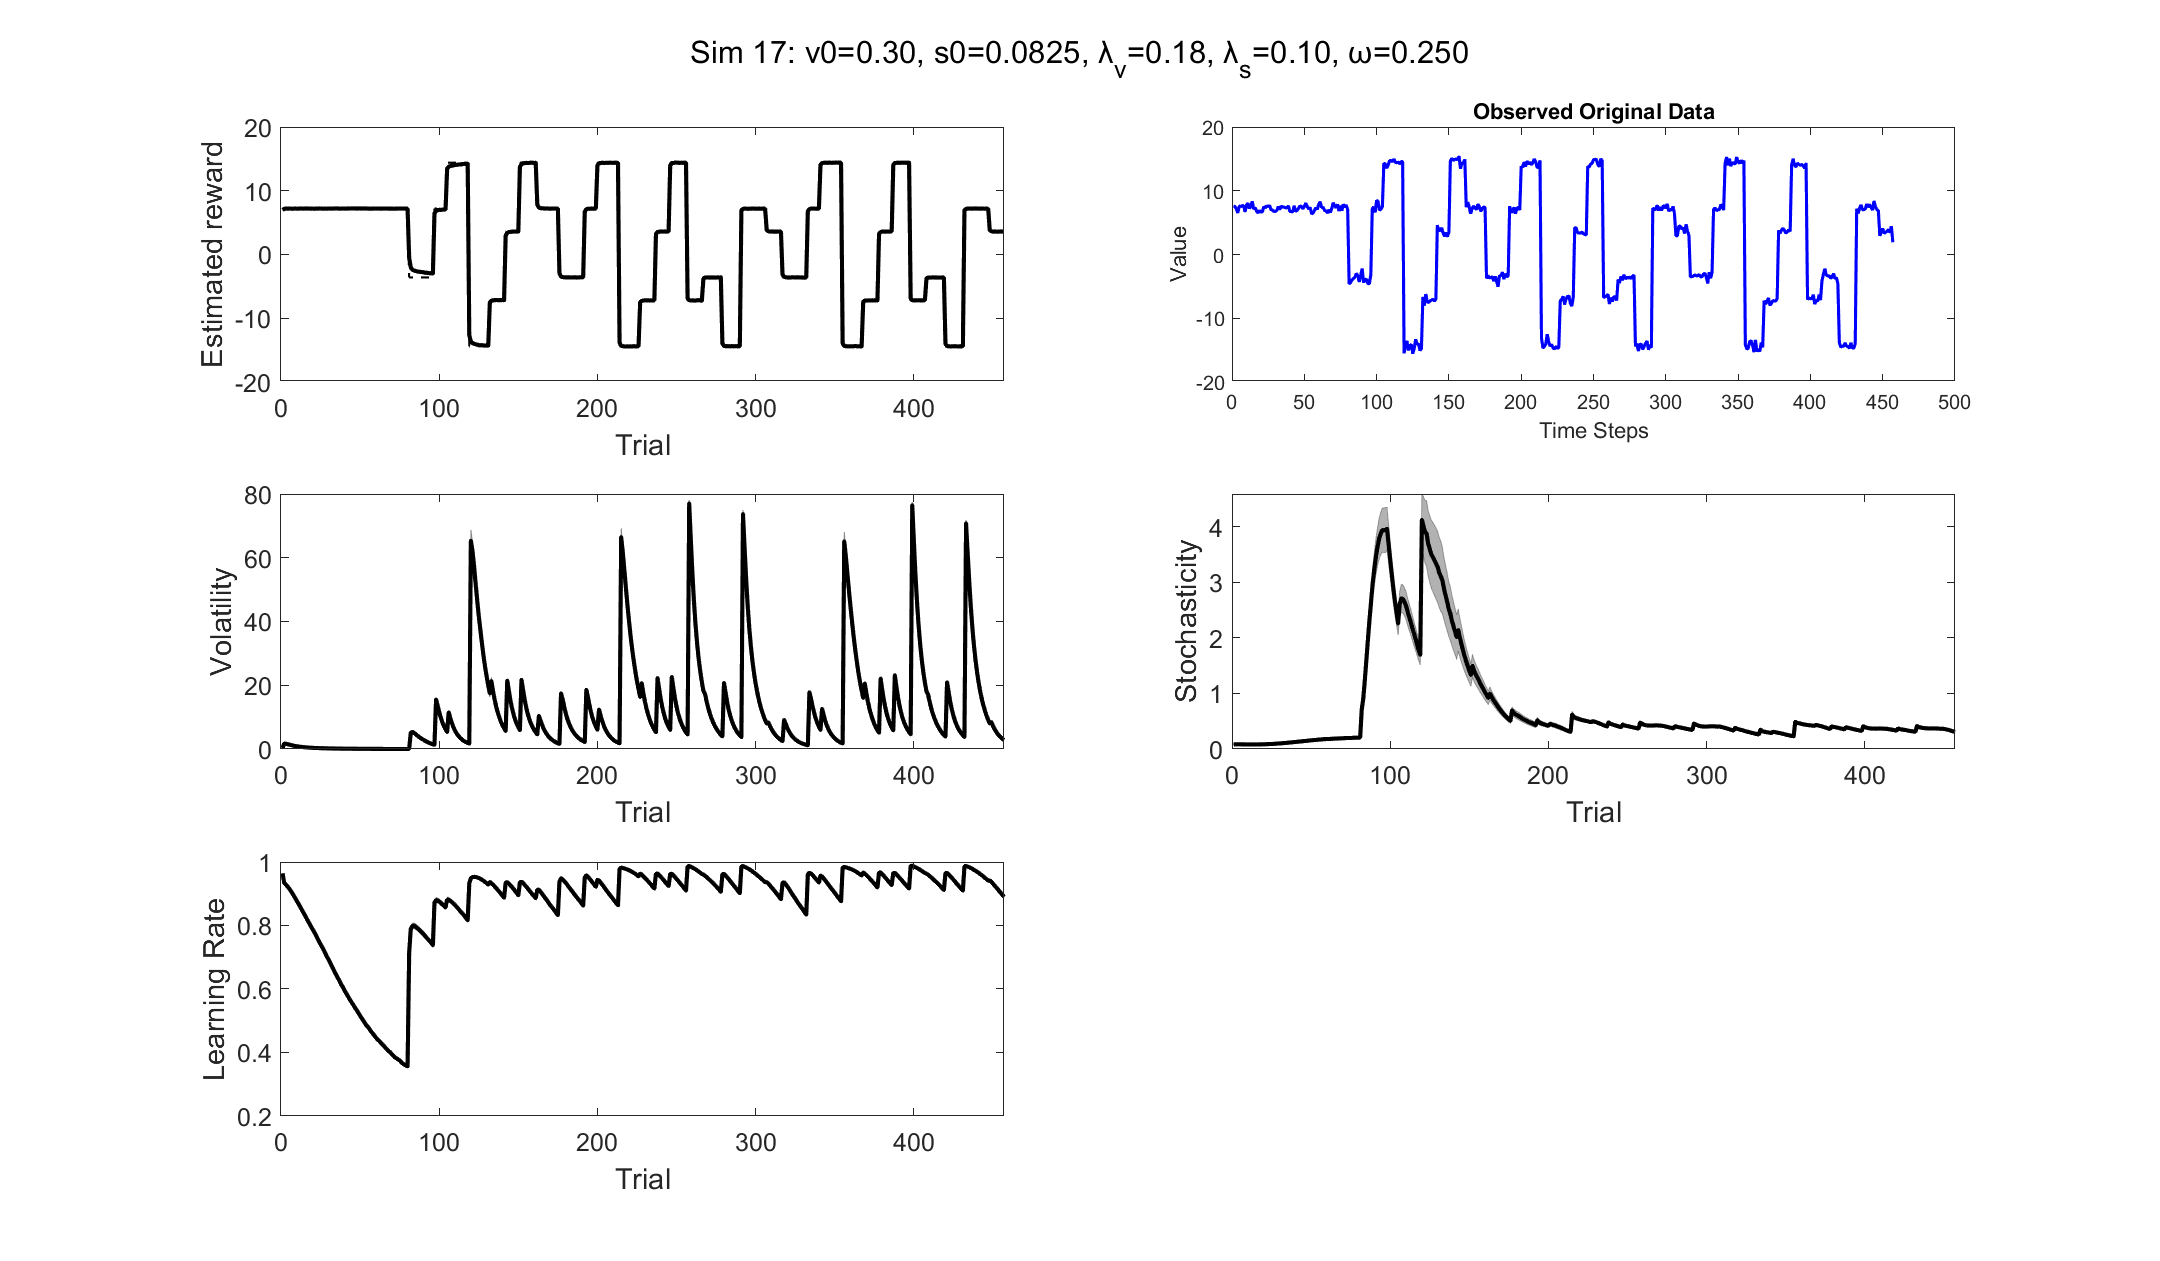 Sim 17: v0=0.30, s0=0.0825, λv=0.18, λs=0.10, ω=0.250
20
10
0
-10
-20
Estimated reward
0 100 200 300 400
Trial
Observed Original Data
20
10
0
-10
-20
Value
0 50 100 150 200 250 300 350 400 450 500
Time Steps
80
60
40
20
0
Volatility
0 100 200 300 400
Trial
4
3
2
1
0
Stochasticity
0 100 200 300 400
Trial
1
0.8
0.6
0.4
0.2
Learning Rate
0 100 200 300 400
Trial